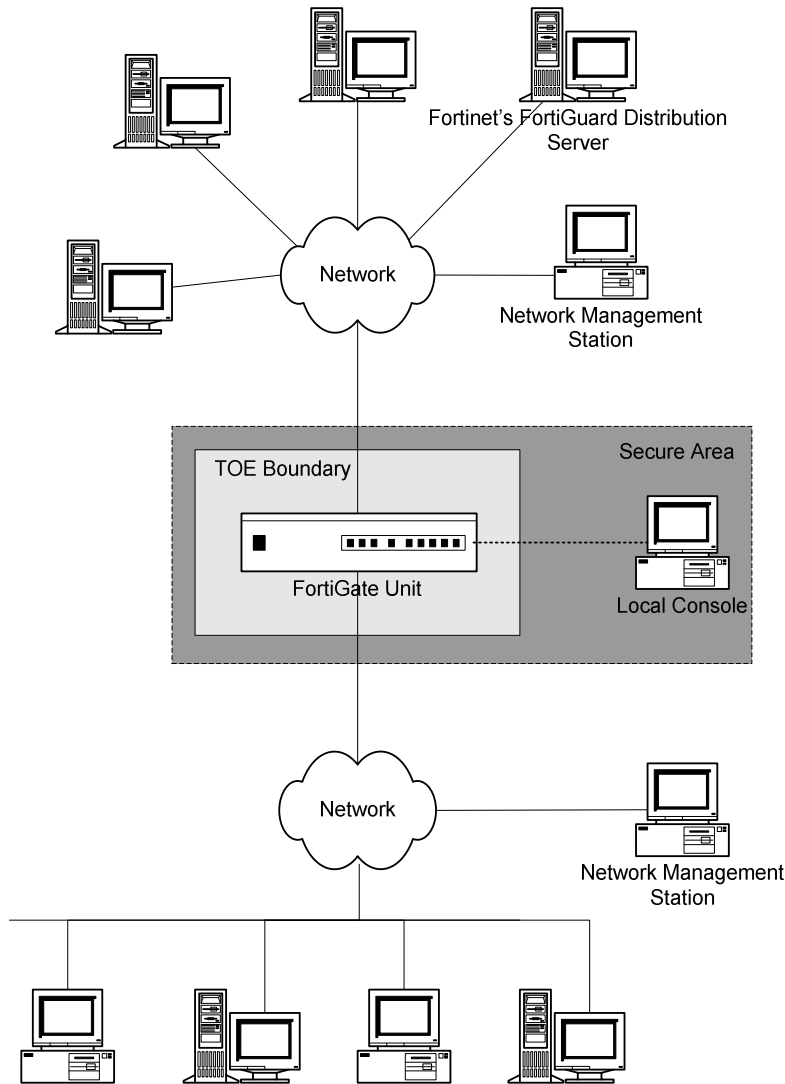 Fortinet's FortiGuard Distribution
Server
Network
Network Management
Station
Secure Area
TOE Boundary
FortiGate Unit
Local Console
Network
Network Management
Station